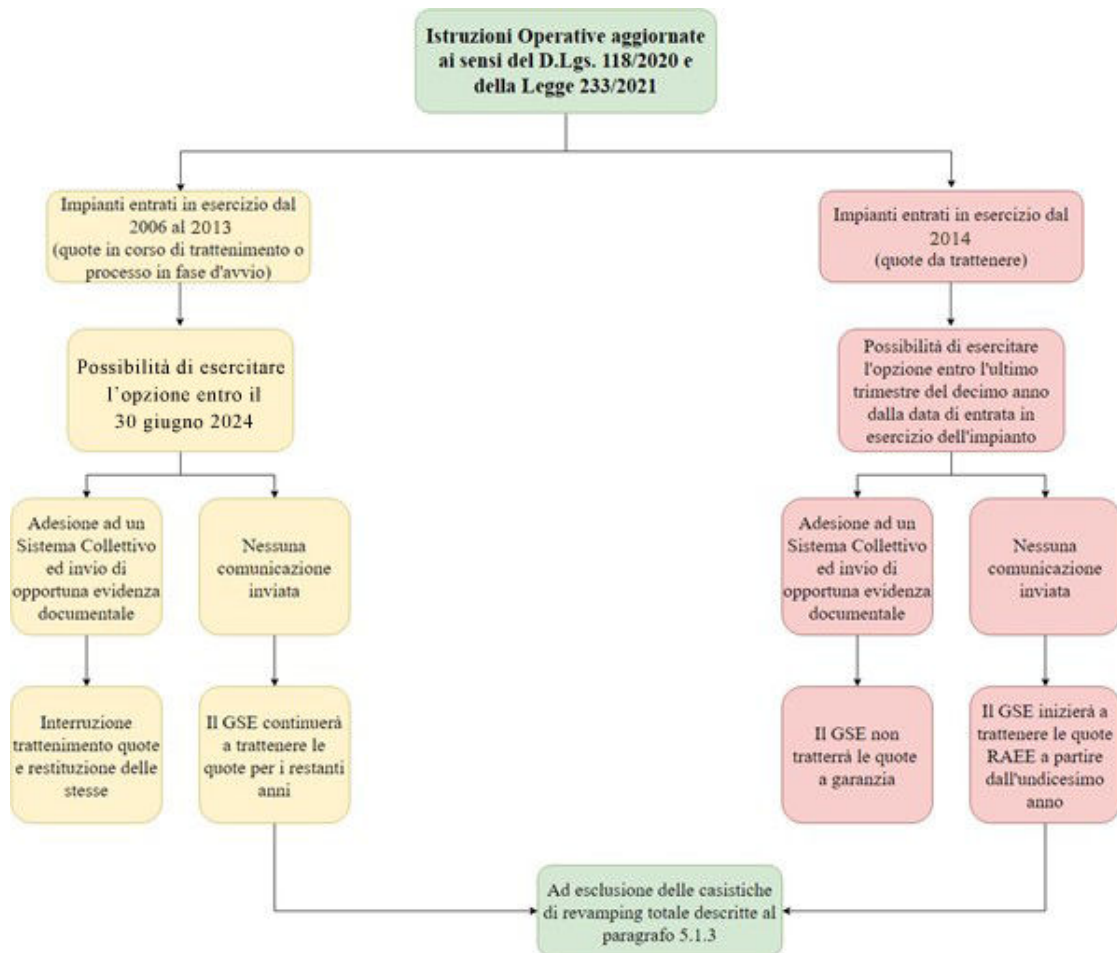 Istruzioni Operative aggiornate
ai sensi del D.Lgs. 118/2020 e
della Legge 233/2021
Impianti entrati in esercizio dal
2006 al 2013
(quote in corso di trattenimento o
processo in fase d'avvio)
Impianti entrati in esercizio dal
2014
(quote da trattenere)
Possibilità di esercitare
l'opzione entro il
30 giugno 2024
Possibilità di esercitare
l'opzione entro l'ultimo
trimestre del decimo anno
dalla data di entrata in
esercizio dell'impianto
Adesione ad un
Sistema Collettivo
ed invio di
opportuna evidenza
documentale
Nessuna
comunicazione
inviata
Adesione ad un
Sistema Collettivo
ed invio di
opportuna evidenza
documentale
Nessuna
comunicazione
inviata
Interruzione
trattenimento quote
e restituzione delle
stesse
Il GSE continuerà
a trattenere le
quote per i restanti
anni
Il GSE non
tratterrà le quote
a garanzia
Il GSE inizierà a
trattenere le quote
RAEE a partire
dall'undicesimo
anno
Ad esclusione delle casistiche
di revamping totale descritte al
paragrafo 5.1.3